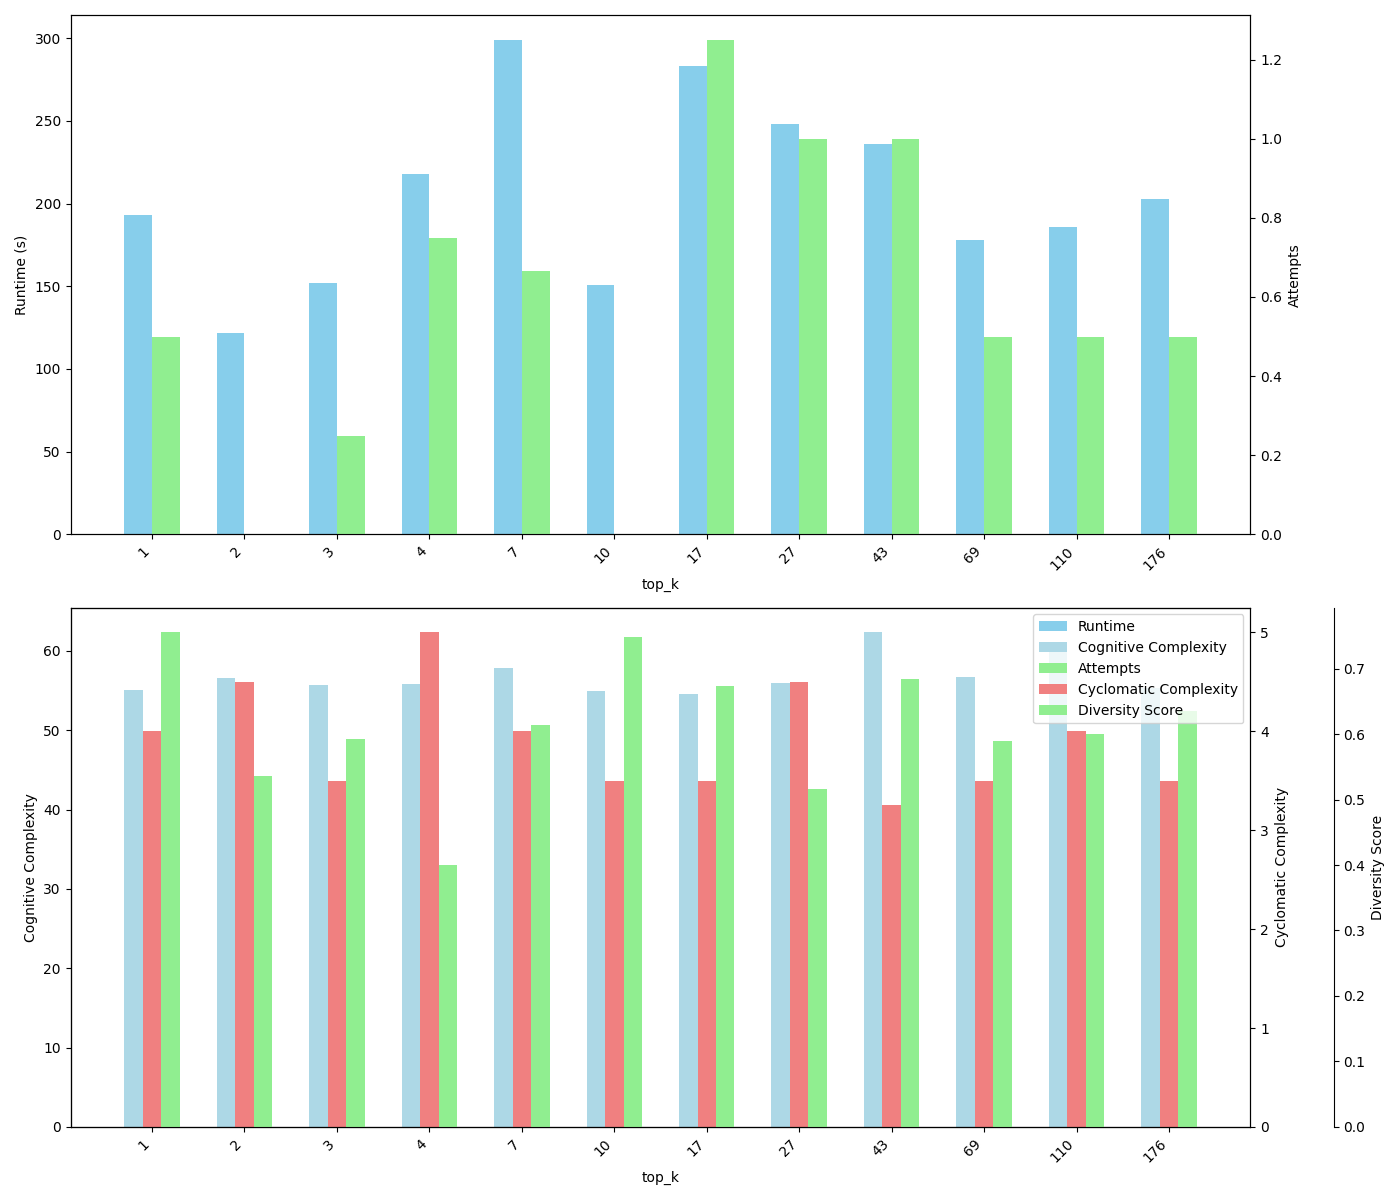 300
250
200
150
100
50
0
Runtime (s)
1.2
1.0
0.8
0.6
0.4
0.2
0.0
Attempts
1 2 3 4 7 10 17 27 43 69 110 176
top_k
60
50
40
30
20
10
0
Cognitive Complexity
Runtime
Cognitive Complexity
Attempts
Cyclomatic Complexity
Diversity Score
5
4
3
2
1
0
Cyclomatic Complexity
0.7
0.6
0.5
0.4
0.3
0.2
0.1
0.0
Diversity Score
1 2 3 4 7 10 17 27 43 69 110 176
top_k